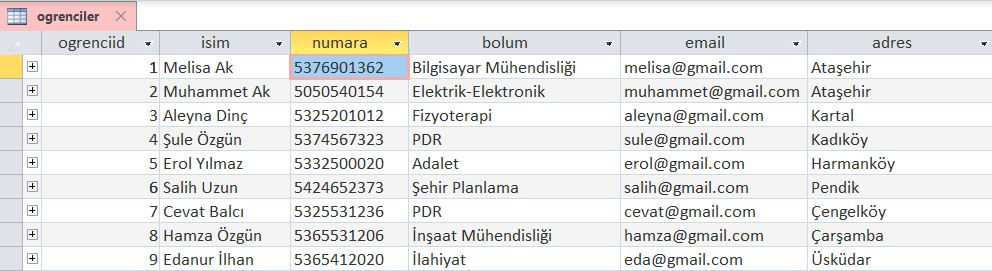 ogrenciler
ogrenciid isim numara bolum email adres
1 Melisa Ak 5376901362 Bilgisayar Mühendisliği melisa@gmail.com Ataşehir
2 Muhammet Ak 5050540154 Elektrik-Elektronik muhammet@gmail.com Ataşehir
3 Aleyna Dinç 5325201012 Fizyoterapi aleyna@gmail.com Kartal
4 Şule Özgün 5374567323 PDR sule@gmail.com Kadıköy
5 Erol Yılmaz 5332500020 Adalet erol@gmail.com Harmanköy
6 Salih Uzun 5424652373 Şehir Planlama salih@gmail.com Pendik
7 Cevat Balcı 5325531236 PDR cevat@gmail.com Çengelköy
8 Hamza Özgün 5365531206 İnşaat Mühendisliği hamza@gmail.com Çarşamba
9 Edanur İlhan 5365412020 İlahiyat eda@gmail.com Üsküdar